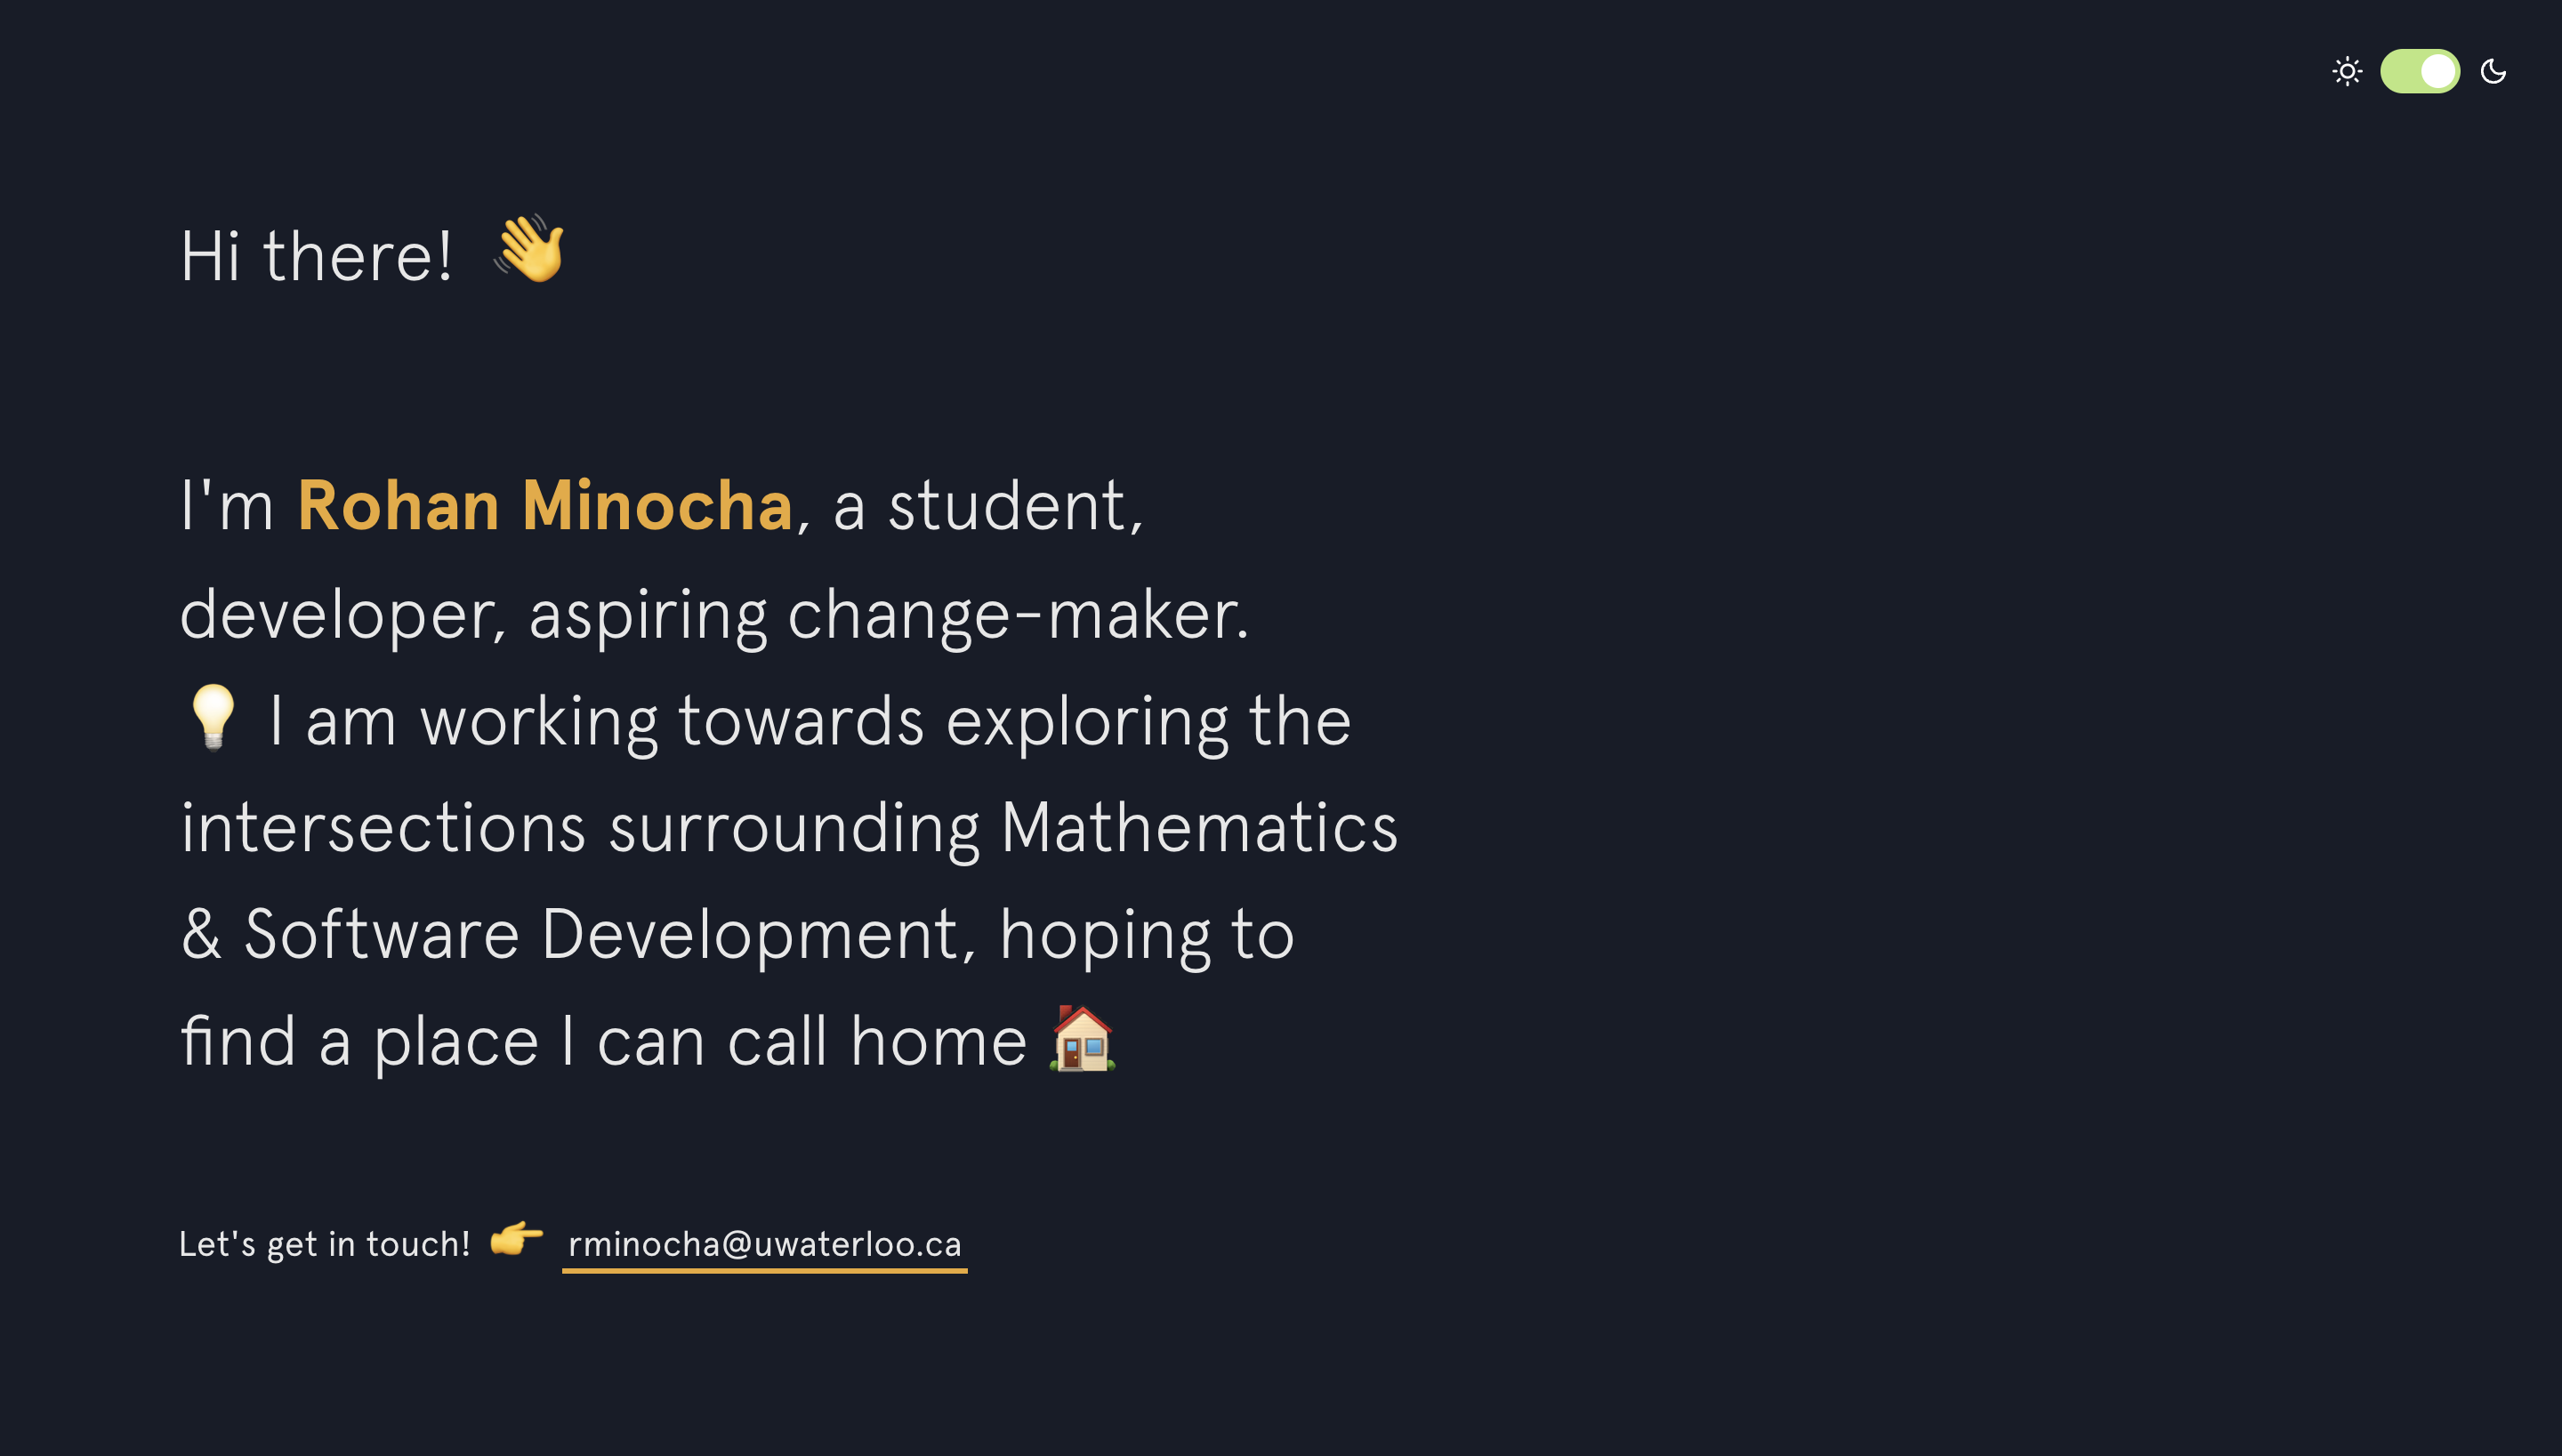 Hi there! 👋
I'm Rohan Minocha, a student,
developer, aspiring change-maker.
💡 I am working towards exploring the
intersections surrounding Mathematics
& Software Development, hoping to
find a place I can call home 🏠
Let's get in touch! 👉 rminocha@uwaterloo.ca